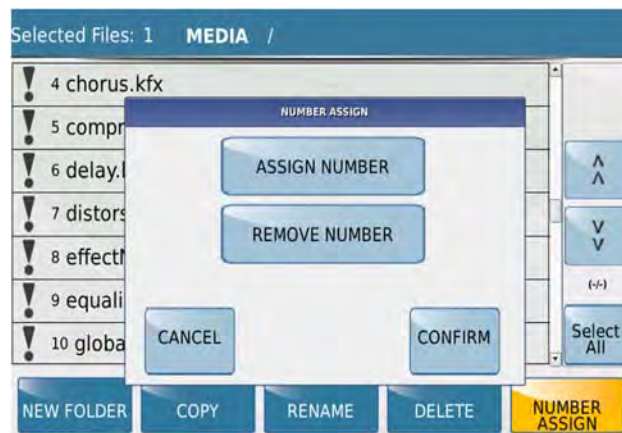 Selected Files: 1 MEDIA /
4 chorus.kfx
NUMBER ASSIGN
5 compr
ASSIGN NUMBER
6 delay.
7 distors
REMOVE NUMBER
8 effect
9 equali
(-/-)
10 globa
CANCEL
CONFIRM
Select
All
NEW FOLDER COPY RENAME DELETE NUMBER
ASSIGN